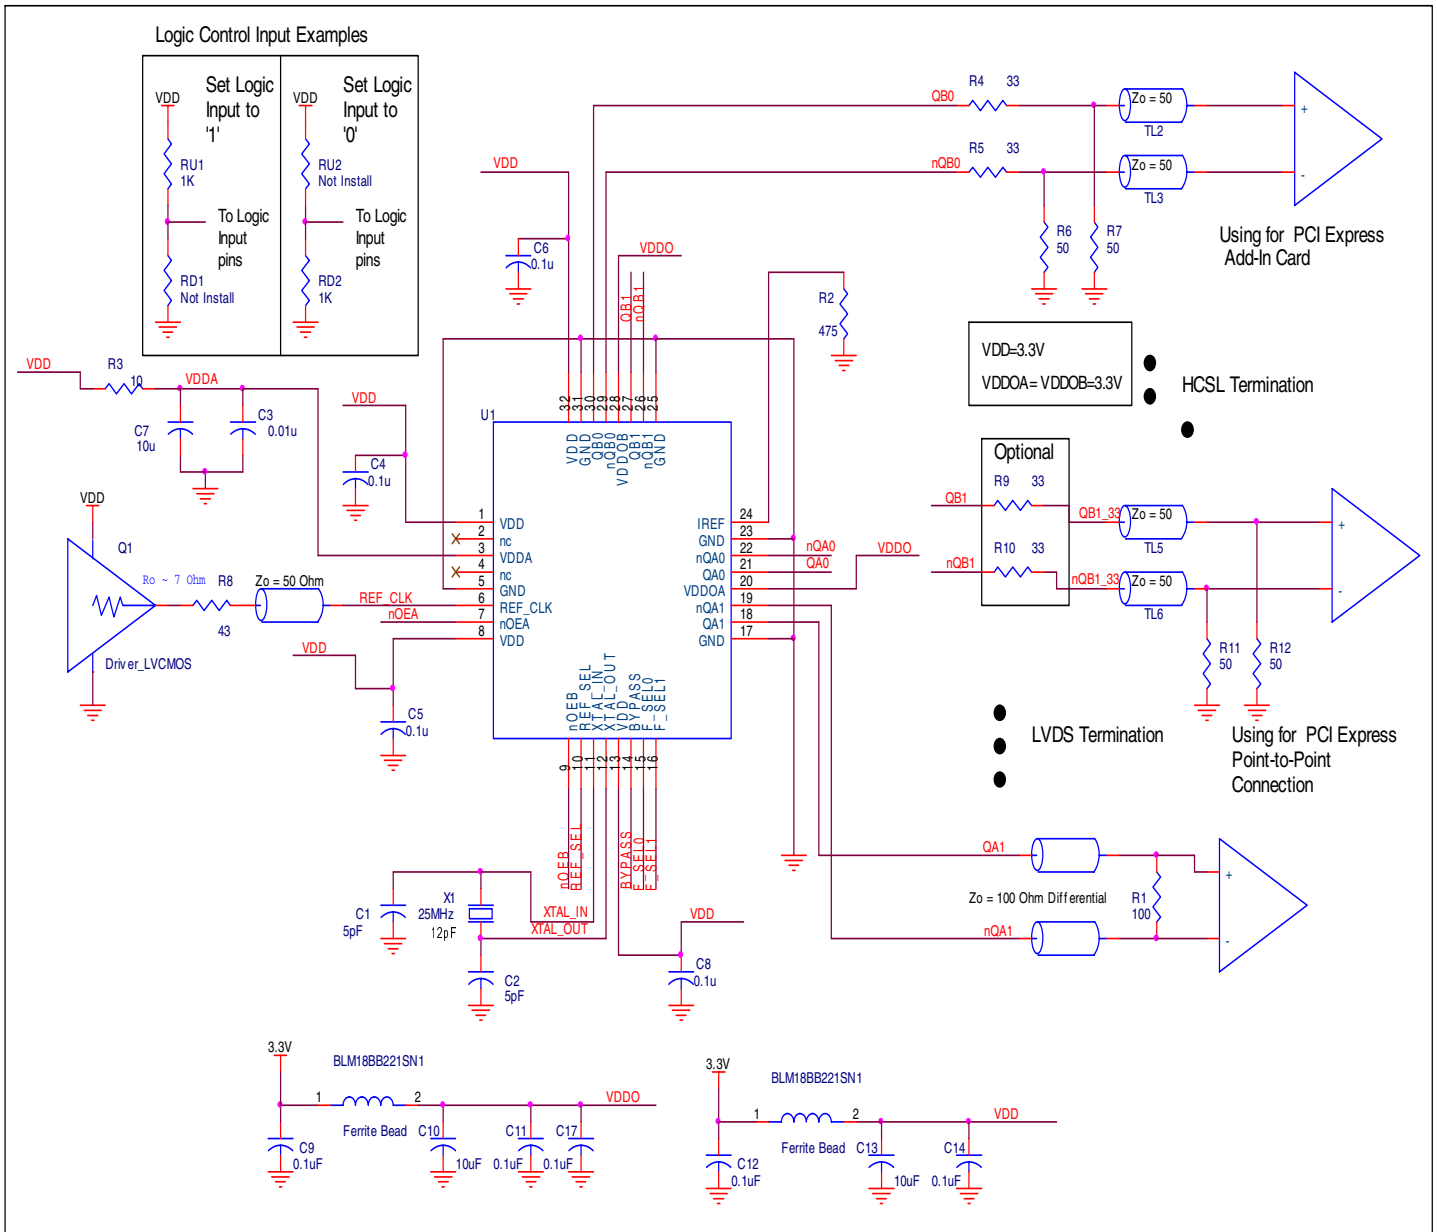 Logic Control Input Examples
Set Logic
Input to
'1'
VDD
RU1
1K
To Logic
Input
pins
RD1
Not Install
Set Logic
Input to
'0'
VDD
RU2
Not Install
To Logic
Input
pins
RD2
1K
VDD
C6
0.1u
VDDO
QB1
nQB1
R2
475
QB0
R4 33
Zo = 50
TL2
+
nQB0
R5 33
Zo = 50
TL3
-
R6
50
R7
50
Using for PCI Express
Add-In Card
VDD=3.3V
VDDOA= VDDOB=3.3V
HCSL Termination
VDD
R3
10
VDDA
C7
10u
C3
0.01u
VDD
C4
0.1u
U1
32
31
30
29
28
27
26
25
VDD
GND
QB0
nQB0
VDDOB
QB1
nQB1
GND
1 VDD
2 nc
3 VDDA
4 nc
5 GND
6 REF_CLK
7 nOEA
8 VDD
24 IREF
23 GND
22 nQA0
21 QA0
20 VDDOA
19 nQA1
18 QA1
17 GND
nOEB
REF_SEL
XTAL_IN
XTAL_OUT
VDD
BYPASS
F_SEL0
F_SEL1
9
10
11
12
13
14
15
16
nQA0
QA0
VDDO
VDD
Q1
Ro ~ 7 Ohm
R8
43
Zo = 50 Ohm
REF_CLK
nOEA
Driver_LVCMOS
VDD
C5
0.1u
Optional
QB1
R9 33
QB1_33
Zo = 50
TL5
+
nQB1
R10 33
nQB1_33
Zo = 50
TL6
-
R11
50
R12
50
LVDS Termination
Using for PCI Express
Point-to-Point
Connection
nOEB
REF_SEL
BYPASS
F_SEL0
F_SEL1
C1
5pF
X1
25MHz
12pF
XTAL_IN
XTAL_OUT
C2
5pF
VDD
C8
0.1u
QA1
+
Zo = 100 Ohm Differential
R1
100
nQA1
-
3.3V
BLM18BB221SN1
1 2
VDDO
Ferrite Bead
C9
0.1uF
C10
10uF
C11
0.1uF
C17
0.1uF
3.3V
BLM18BB221SN1
1 2
VDD
Ferrite Bead
C12
0.1uF
C13
10uF
C14
0.1uF